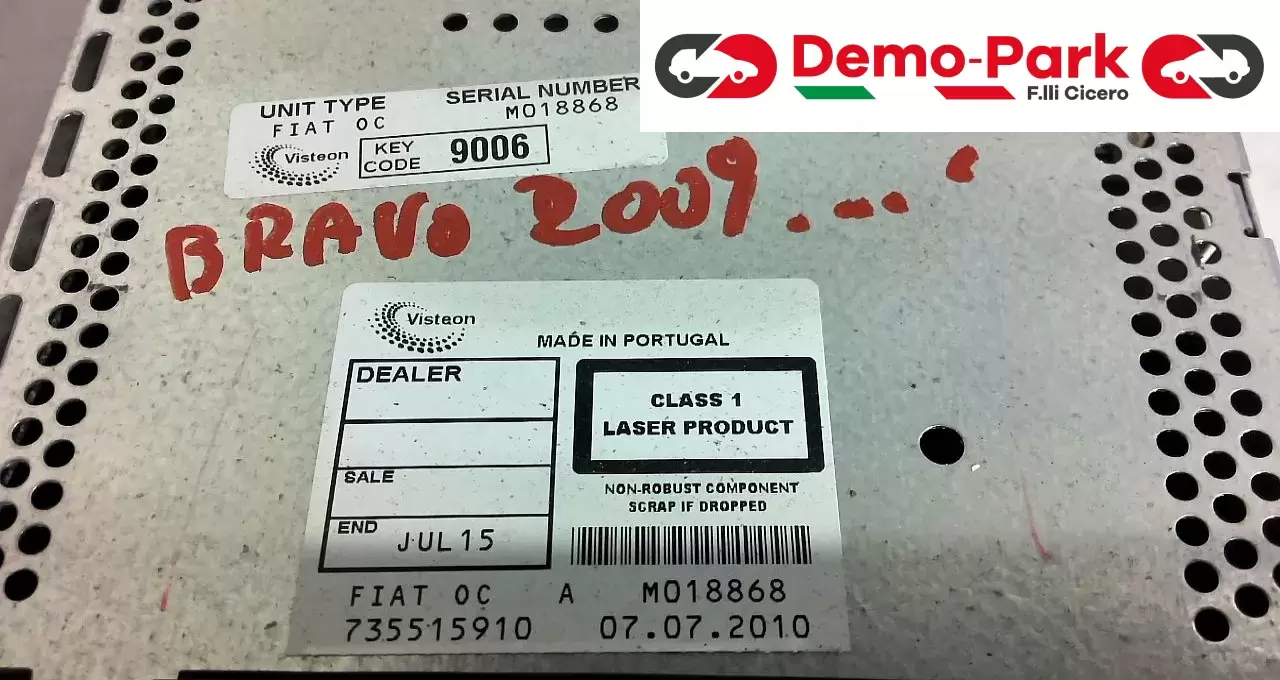 Demo-Park
F.lli Cicero
UNIT TYPE SERIAL NUMBER
FIAT OC M018868
Visteon KEY CODE 9006
BRAVO 2009....
Visteon
MADE IN PORTUGAL
DEALER
CLASS 1
LASER PRODUCT
SALE
NON-ROBUST COMPONENT
SCRAP IF DROPPED
END JUL15
FIAT OC A M018868
735515910 07.07.2010